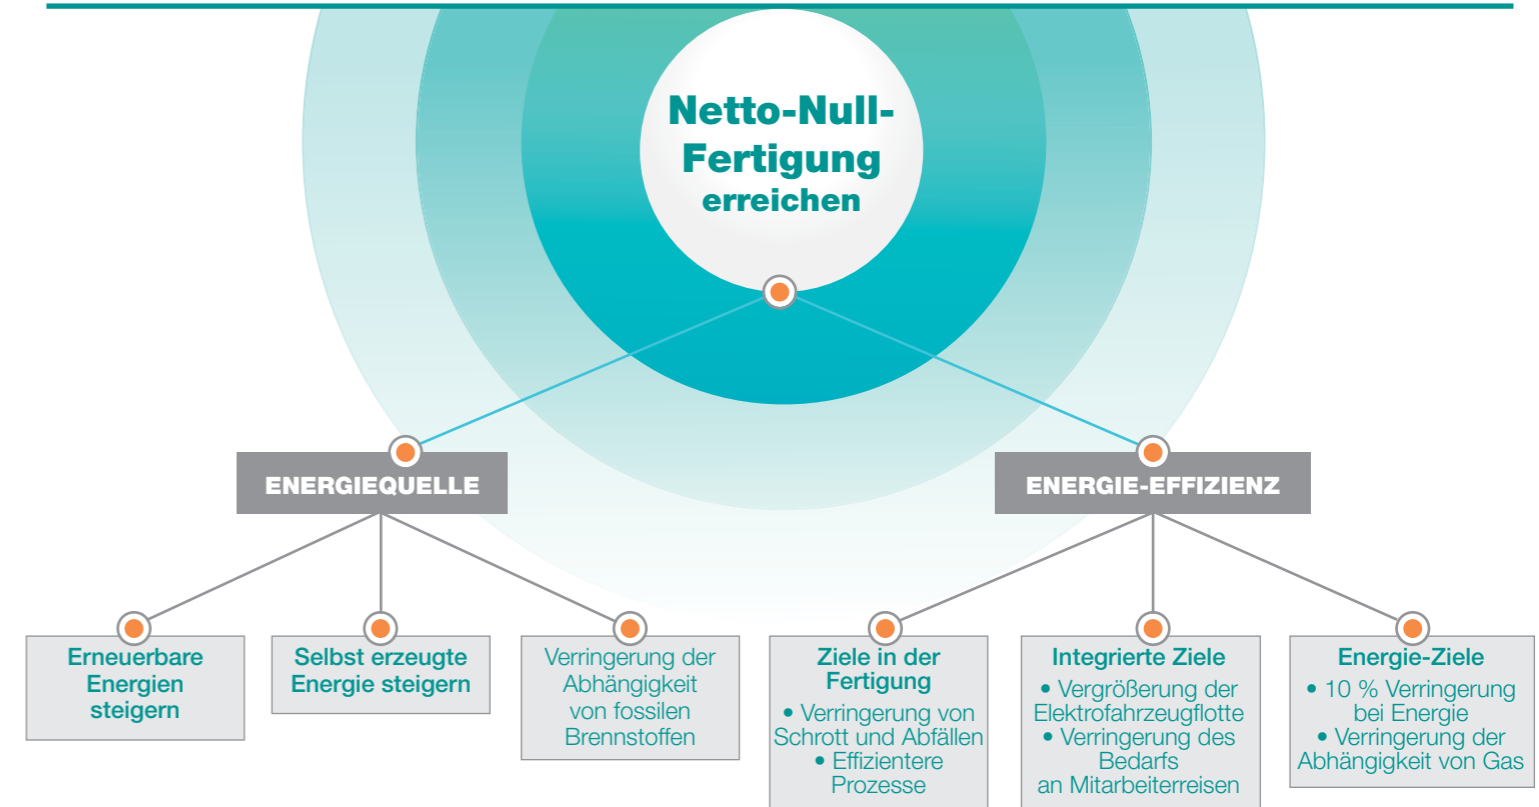 Netto-Null-
Fertigung
erreichen
ENERGIEQUELLE
ENERGIE-EFFIZIENZ
Erneuerbare
Energien
steigern
Selbst erzeugte
Energie steigern
Verringerung der
Abhängigkeit
von fossilen
Brennstoffen
Ziele in der
Fertigung
• Verringerung von
Schrott und Abfällen
• Effizientere
Prozesse
Integrierte Ziele
• Vergrößerung der
Elektrofahrzeugflotte
• Verringerung des
Bedarfs
an Mitarbeiterreisen
Energie-Ziele
• 10 % Verringerung
bei Energie
• Verringerung der
Abhängigkeit von Gas